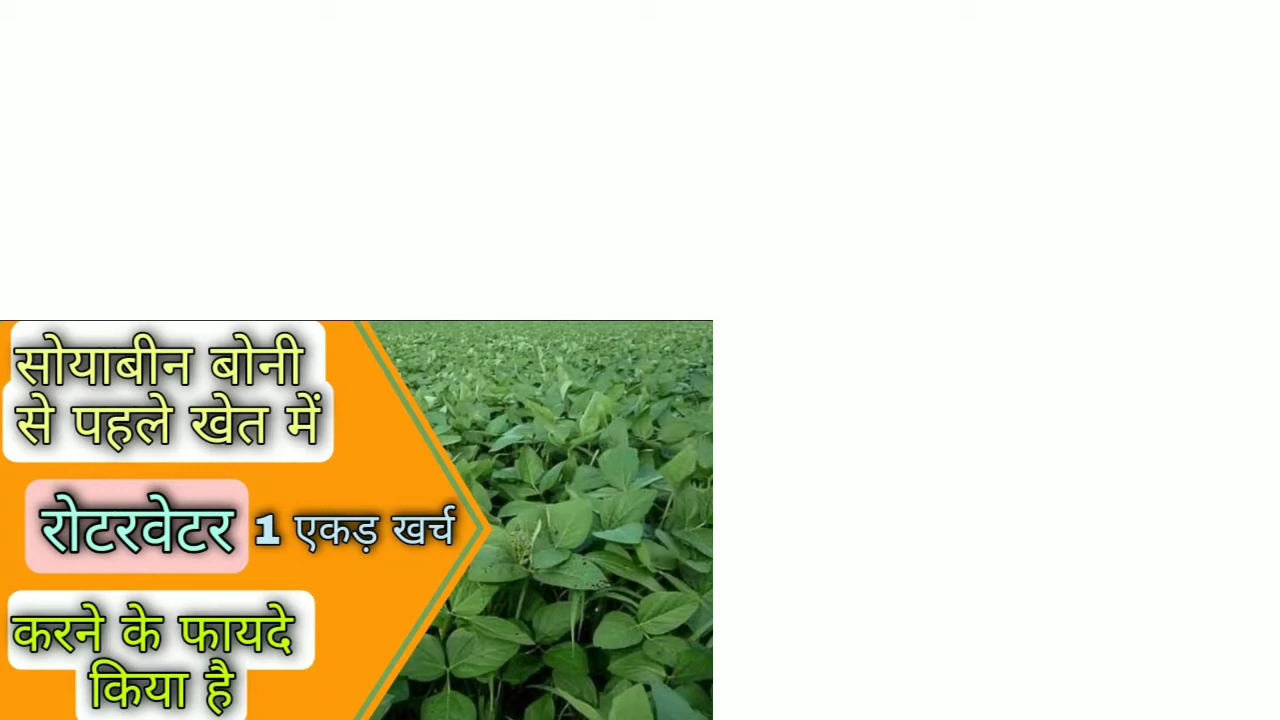 सोयाबीन बोनी
से पहले खेत में
रोटरवेटर 1 एकड़ खर्च
करने के फायदे
किया है